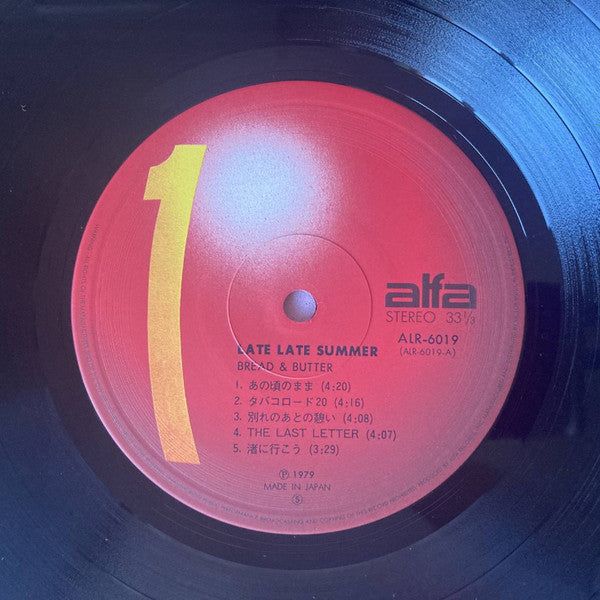 1
alfa
STEREO 33⅓
ALR-6019
(ALR-6019-A)
LATE LATE SUMMER
BREAD & BUTTER
1. あの頃のまま (4:20)
2. タバコロード20 (4:16)
3. 別れのあとの憩い (4:08)
4. THE LAST LETTER (4:07)
5. 渚に行こう (3:29)
Ⓟ 1979
MADE IN JAPAN
Ⓢ